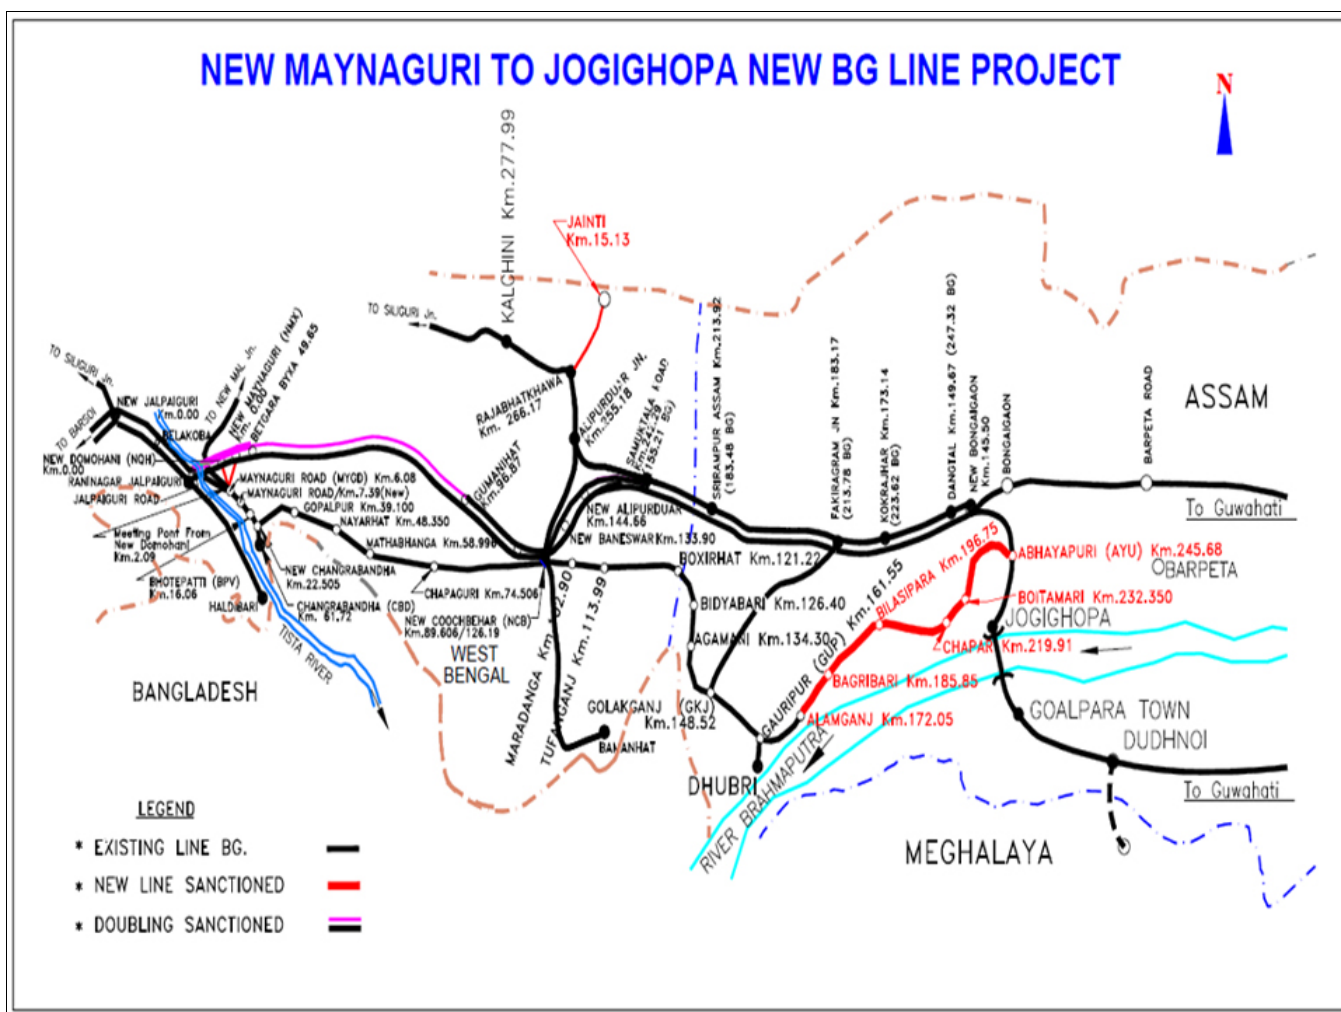 NEW MAYNAGURI TO JOGIGHOPA NEW BG LINE PROJECT
N
KALCHINI Km.277.99
JAINTI
Km.15.13
TO SILIGURI Jn.
TO SILIGURI Jn.
TO NEW MAL Jn.
NEW MAYNAGURI (NMX)
Km. 0.00
BETGARA BYXA 49.65
NEW JALPAIGURI
Km.0.00
TO BARSOI
BELAKOBA
NEW DOMOHANI (NQH)
Km.0.00
RANINAGAR JALPAIGURI
JALPAIGURI ROAD
MAYNAGURI ROAD (MYGD) Km.6.08
MAYNAGURI ROAD/Km.7.39(New)
GOPALPUR Km.39.100
NAYARHAT Km.48.350
MATHABHANGA Km.58.996
Meeting Pont From
New Domohani
Km.2.09
BHOTEPATTI (BPV)
Km.16.06
HALDIBARI
NEW CHANGRABANDHA
Km.22.505
CHANGRABANDHA (CBD)
Km. 61.72
CHAPAGURI Km.74.506
NEW COOCHBEHAR (NCB)
Km.89.606/126.19
TISTA RIVER
GUMANIHAT
Km.96.87
RAJABHATKHAWA
Km. 266.17
ALIPURDUAR JN.
Km.255.18
SAMUKTALA ROAD
(155.21 BG)
NEW ALIPURDUAR
Km.144.66
NEW BANESWAR Km.133.90
SRIRAMPUR ASSAM Km.213.92
(183.48 BG)
FAKIRAGRAM JN Km.183.17
(213.78 BG)
KOKRAJHAR Km.173.14
(223.62 BG)
DANGTAL Km.149.67 (247.32 BG)
NEW BONGAIGAON
Km.145.50
BONGAIGAON
BARPETA ROAD
ASSAM
To Guwahati
BOXIRHAT Km.121.22
BIDYABARI Km.126.40
AGAMANI Km.134.30
GAURIPUR (GUP) Km.161.55
BILASIPARA Km.196.75
ABHAYAPURI (AYU) Km.245.68
BARPETA
BOITAMARI Km.232.350
JOGIGHOPA
CHAPAR Km.219.91
BAGRIBARI Km.185.85
ALAMGANJ Km.172.05
WEST
BENGAL
BANGLADESH
TUFANGANJ Km.113.99
GOLAKGANJ (GKJ)
Km.148.52
BAMANHAT
DHUBRI
RIVER BRAHMAPUTRA
GOALPARA TOWN
DUDHNOI
To Guwahati
MEGHALAYA
LEGEND
* EXISTING LINE BG.
* NEW LINE SANCTIONED
* DOUBLING SANCTIONED